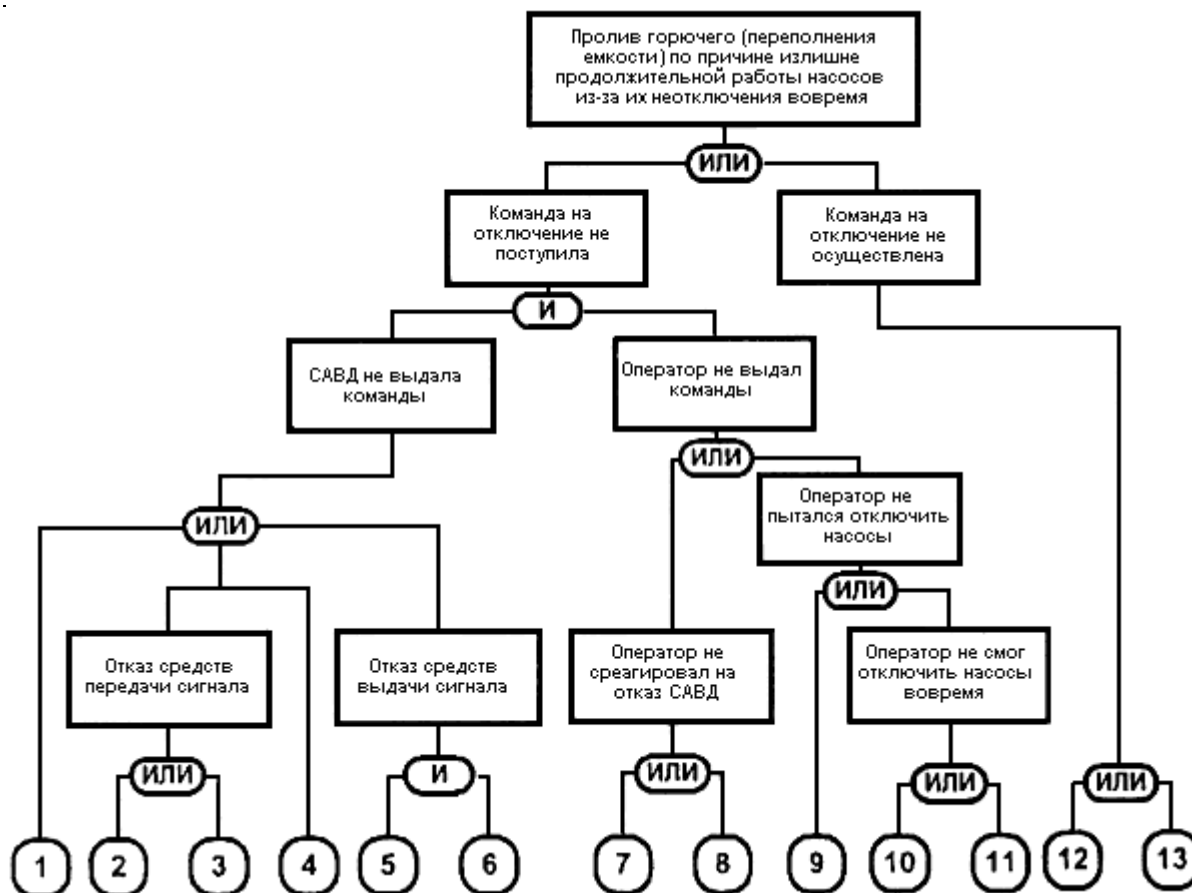 Пролив горючего (переполнения
емкости) по причине излишне
продолжительной работы насосов
из-за их неотключения вовремя
ИЛИ
Команда на
отключение не
поступила
Команда на
отключение не
осуществлена
И
САВД не выдала
команды
Оператор не выдал
команды
ИЛИ
Оператор не
пытался отключить
насосы
ИЛИ
ИЛИ
Отказ средств
передачи сигнала
Отказ средств
выдачи сигнала
Оператор не
среагировал на
отказ САВД
Оператор не смог
отключить насосы
вовремя
ИЛИ
И
ИЛИ
ИЛИ
ИЛИ
1
2
3
4
5
6
7
8
9
10
11
12
13